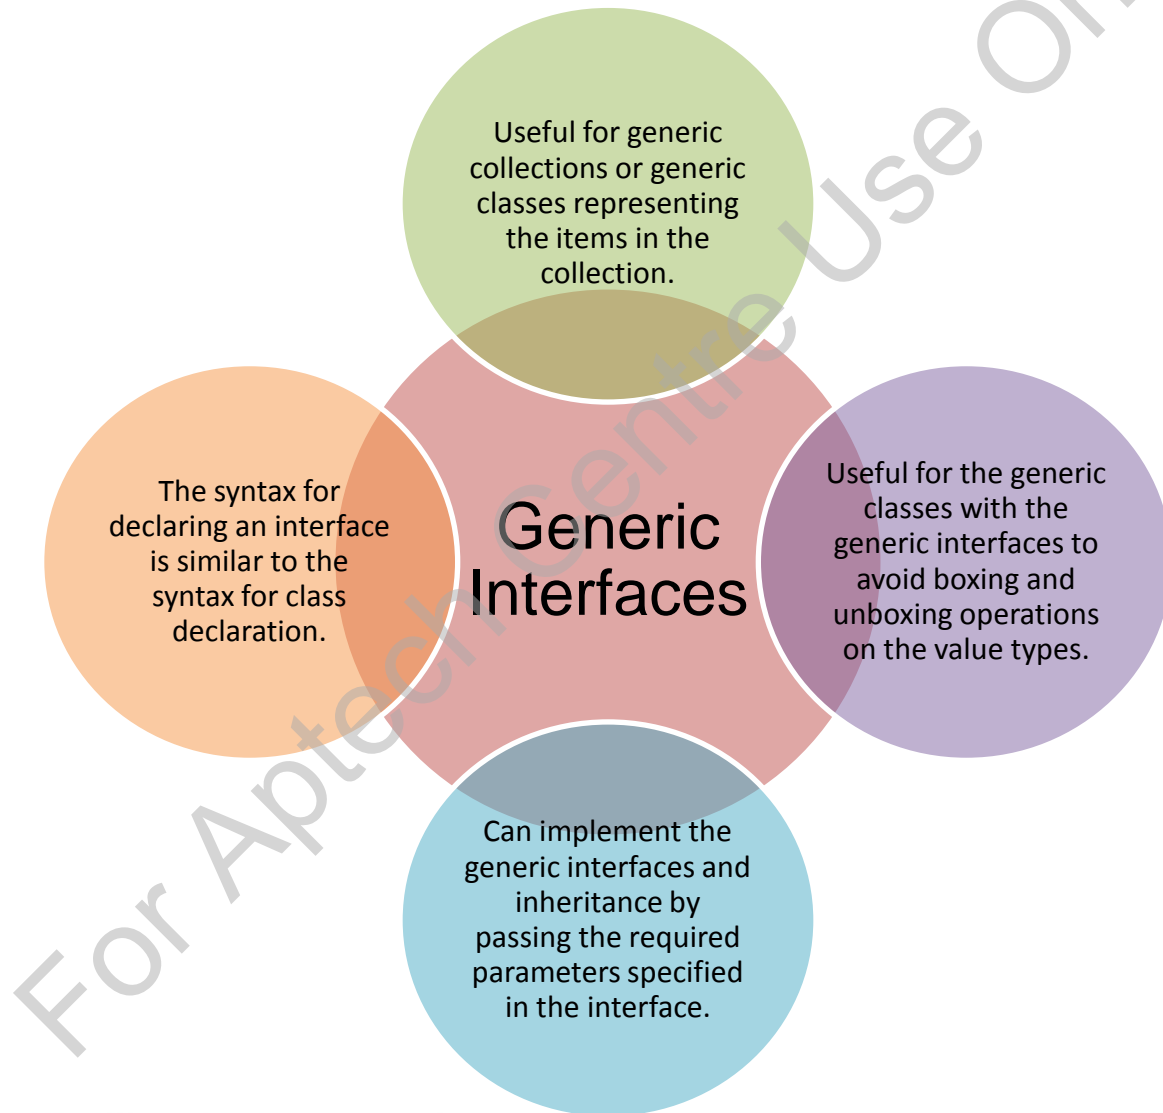 Useful for generic
collections or generic
classes representing
the items in the
collection.
The syntax for
declaring an interface
is similar to the
syntax for class
declaration.
Generic
Interfaces
Useful for the generic
classes with the
generic interfaces to
avoid boxing and
unboxing operations
on the value types.
Can implement the
generic interfaces and
inheritance by
passing the required
parameters specified
in the interface.
For Aptech Centre Use On